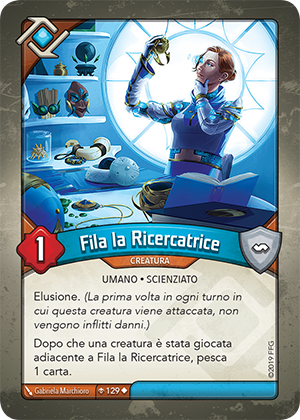 Fila la Ricercatrice
CREATURA
1
UMANO • SCIENZIATO
Elusione. (La prima volta in ogni turno in
cui questa creatura viene attaccata, non
vengono inflitti danni.)
Dopo che una creatura è stata giocata
adiacente a Fila la Ricercatrice, pesca
1 carta.
©2019 FFG
Gabriela Marchioro
129